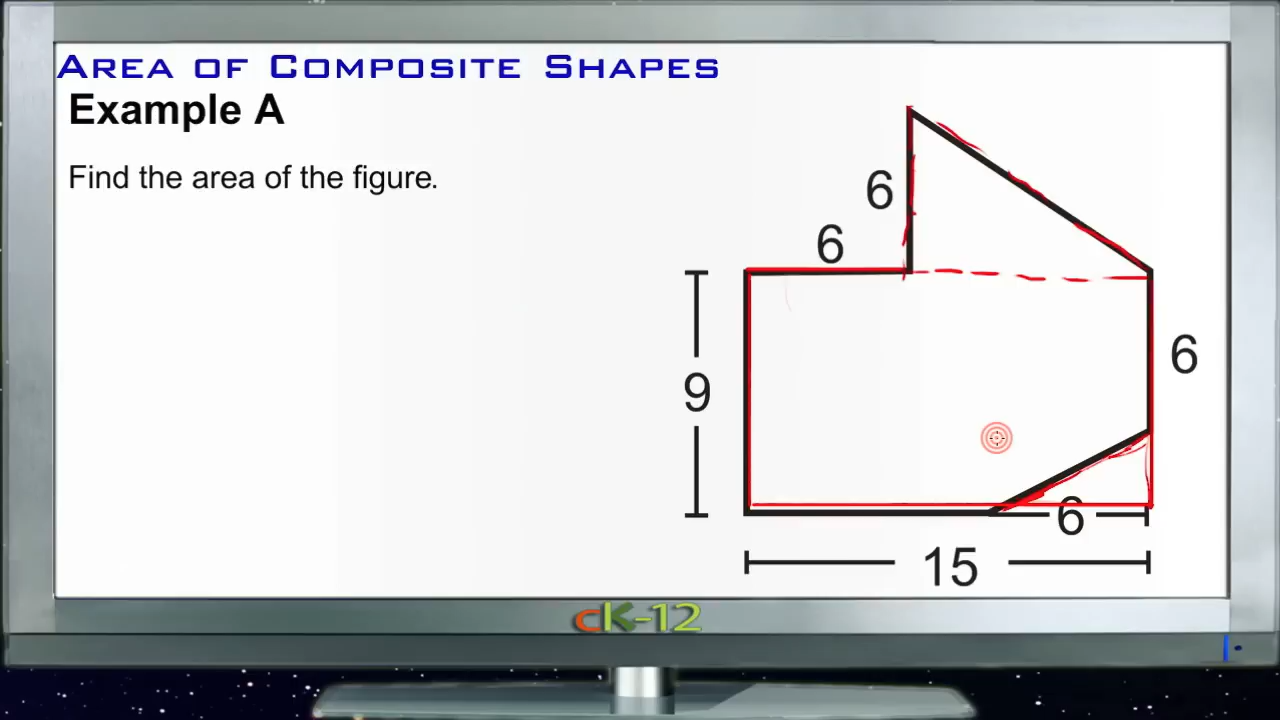 AREA OF COMPOSITE SHAPES
Example A
Find the area of the figure.
6
6
9
6
6
15
cK-12